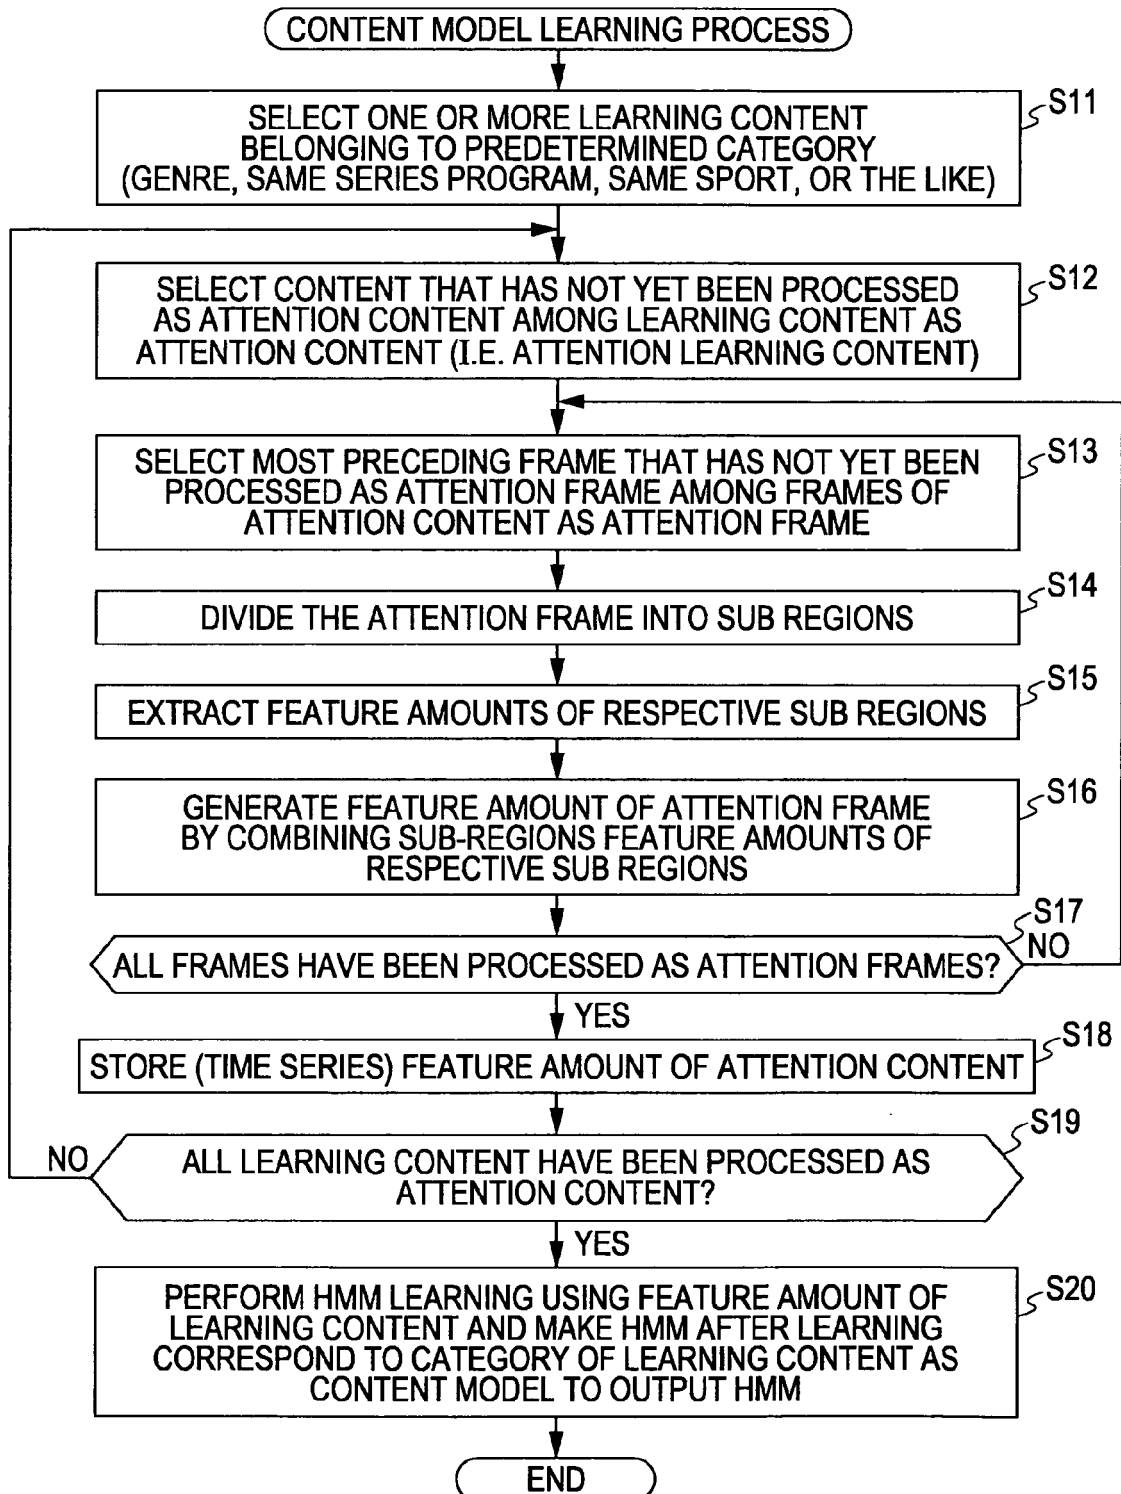 CONTENT MODEL LEARNING PROCESS
S11
SELECT ONE OR MORE LEARNING CONTENT
BELONGING TO PREDETERMINED CATEGORY
(GENRE, SAME SERIES PROGRAM, SAME SPORT, OR THE LIKE)
S12
SELECT CONTENT THAT HAS NOT YET BEEN PROCESSED
AS ATTENTION CONTENT AMONG LEARNING CONTENT AS
ATTENTION CONTENT (I.E. ATTENTION LEARNING CONTENT)
S13
SELECT MOST PRECEDING FRAME THAT HAS NOT YET BEEN
PROCESSED AS ATTENTION FRAME AMONG FRAMES OF
ATTENTION CONTENT AS ATTENTION FRAME
S14
DIVIDE THE ATTENTION FRAME INTO SUB REGIONS
S15
EXTRACT FEATURE AMOUNTS OF RESPECTIVE SUB REGIONS
S16
GENERATE FEATURE AMOUNT OF ATTENTION FRAME
BY COMBINING SUB-REGIONS FEATURE AMOUNTS OF
RESPECTIVE SUB REGIONS
S17
ALL FRAMES HAVE BEEN PROCESSED AS ATTENTION FRAMES?
NO
YES
S18
STORE (TIME SERIES) FEATURE AMOUNT OF ATTENTION CONTENT
S19
NO
ALL LEARNING CONTENT HAVE BEEN PROCESSED AS
ATTENTION CONTENT?
YES
S20
PERFORM HMM LEARNING USING FEATURE AMOUNT OF
LEARNING CONTENT AND MAKE HMM AFTER LEARNING
CORRESPOND TO CATEGORY OF LEARNING CONTENT AS
CONTENT MODEL TO OUTPUT HMM
END